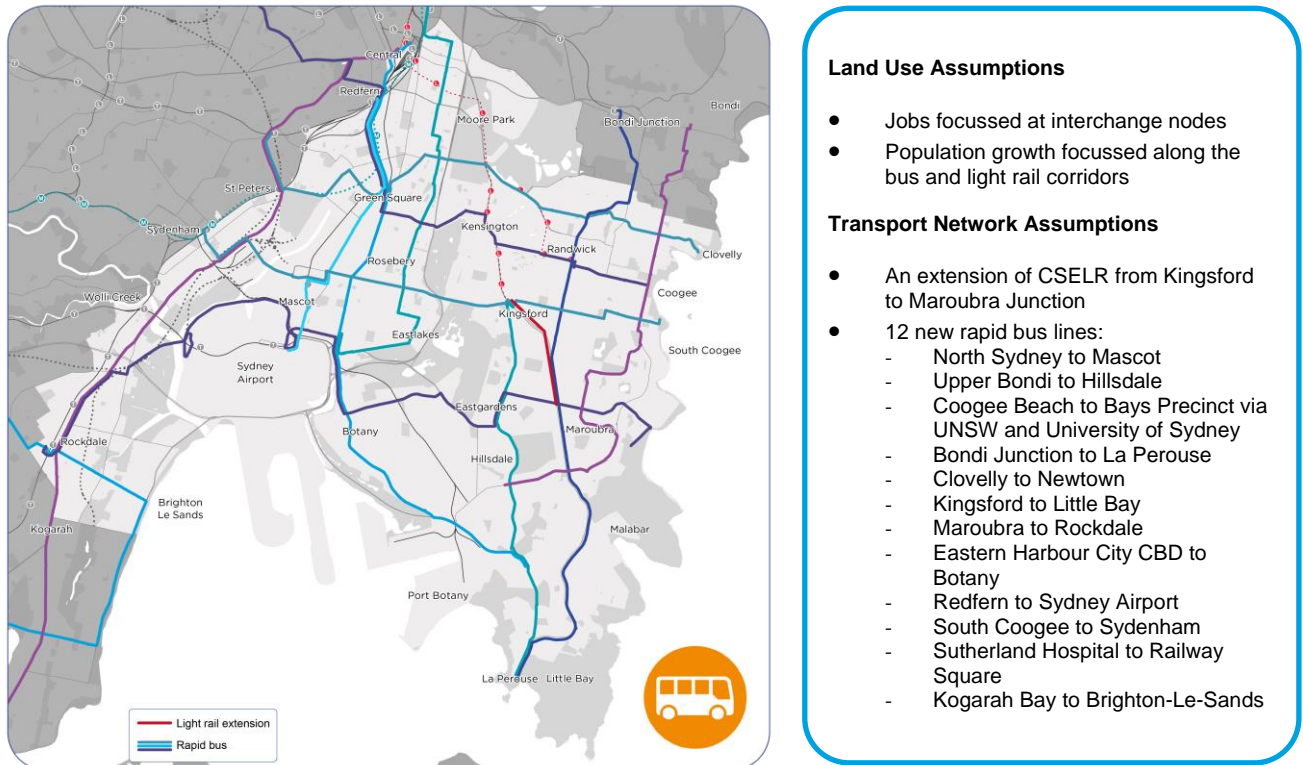 Central
Redfern
Moore Park
Bondi
Bondi Junction
St Peters
Green Square
Sydenham
Kensington
Randwick
Clovelly
Rosebery
Wolli Creek
Mascot
Coogee
Kingsford
Eastlakes
South Coogee
Sydney
Airport
Eastgardens
Botany
Maroubra
Rockdale
Hillsdale
Brighton
Le Sands
Kogarah
Malabar
Port Botany
La Perouse
Little Bay
Light rail extension
Rapid bus
Land Use Assumptions
• Jobs focussed at interchange nodes
• Population growth focussed along the
bus and light rail corridors
Transport Network Assumptions
• An extension of CSELR from Kingsford
to Maroubra Junction
• 12 new rapid bus lines:
- North Sydney to Mascot
- Upper Bondi to Hillsdale
- Coogee Beach to Bays Precinct via
UNSW and University of Sydney
- Bondi Junction to La Perouse
- Clovelly to Newtown
- Kingsford to Little Bay
- Maroubra to Rockdale
- Eastern Harbour City CBD to
Botany
- Redfern to Sydney Airport
- South Coogee to Sydenham
- Sutherland Hospital to Railway
Square
- Kogarah Bay to Brighton-Le-Sands